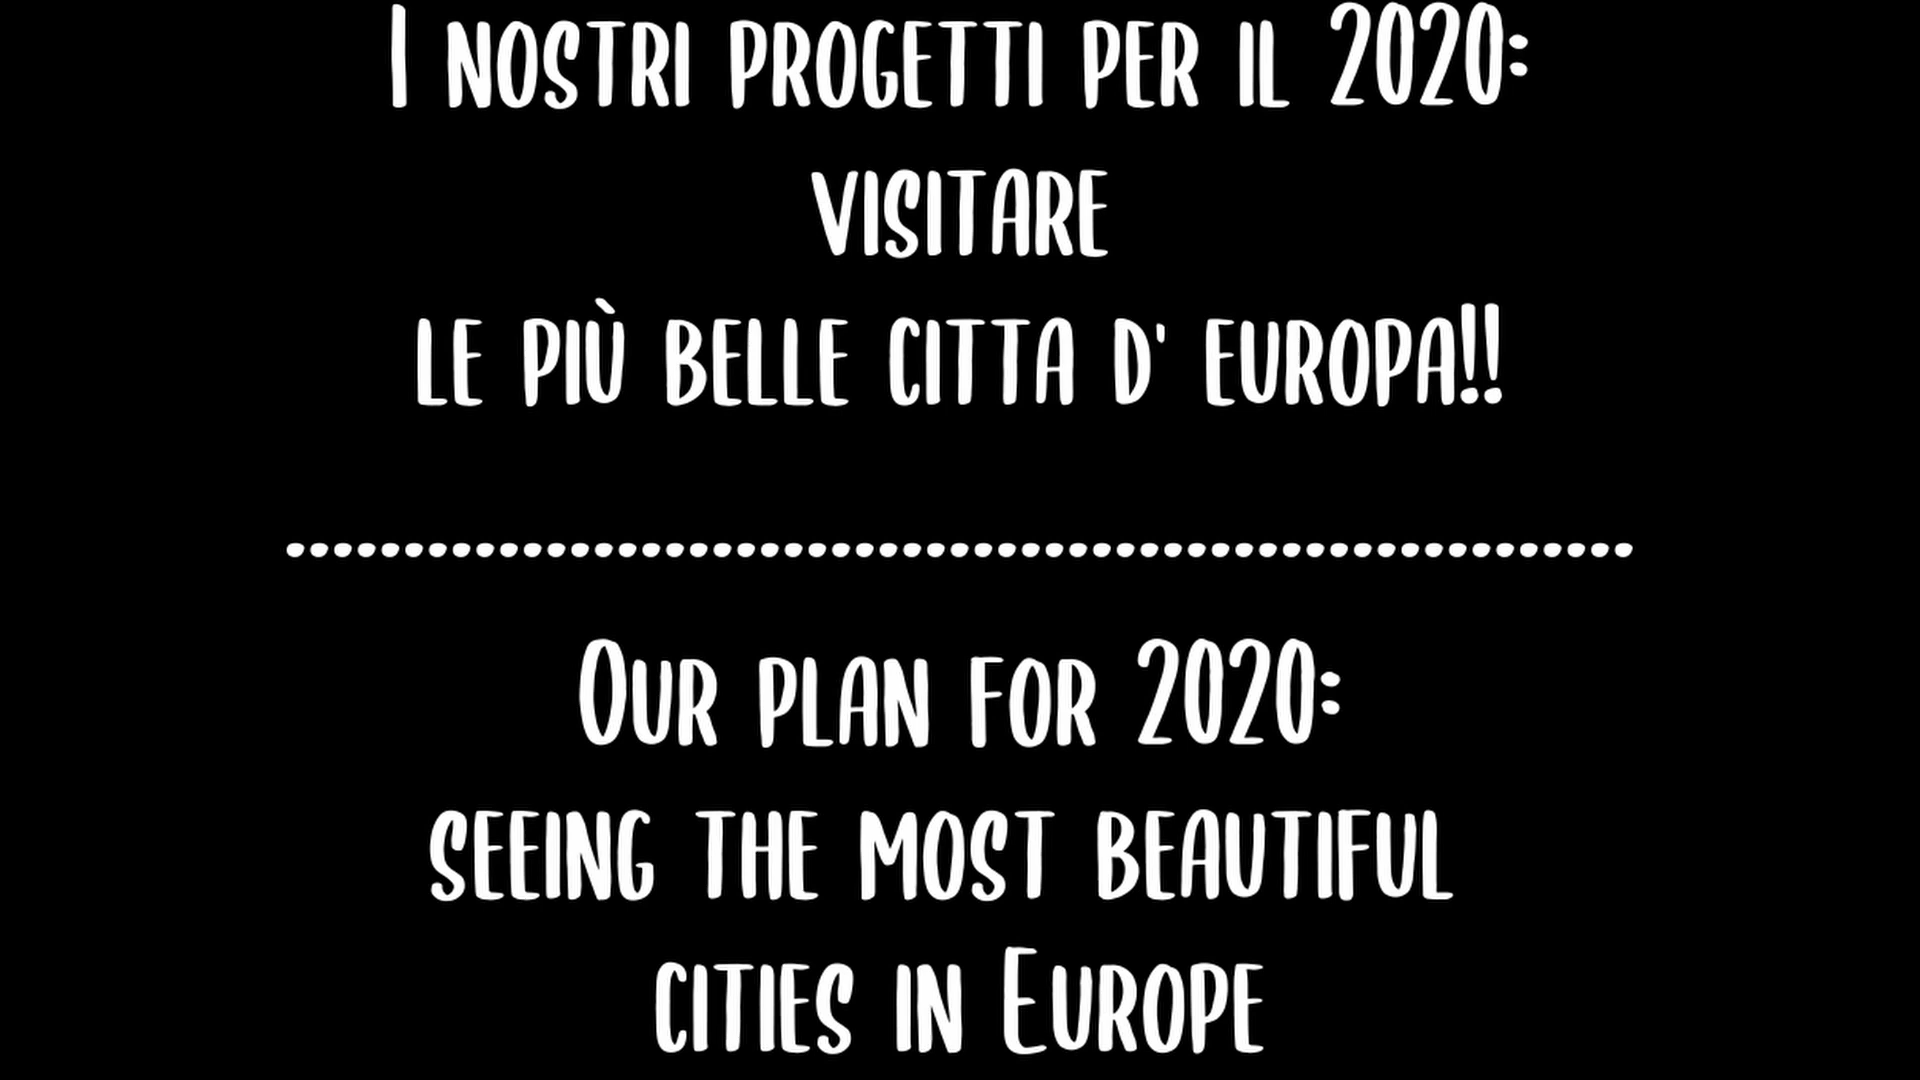 I nostri progetti per il 2020:
visitare
le più belle citta d' europa!!
.........................................................
Our plan for 2020:
seeing the most beautiful
cities in Europe